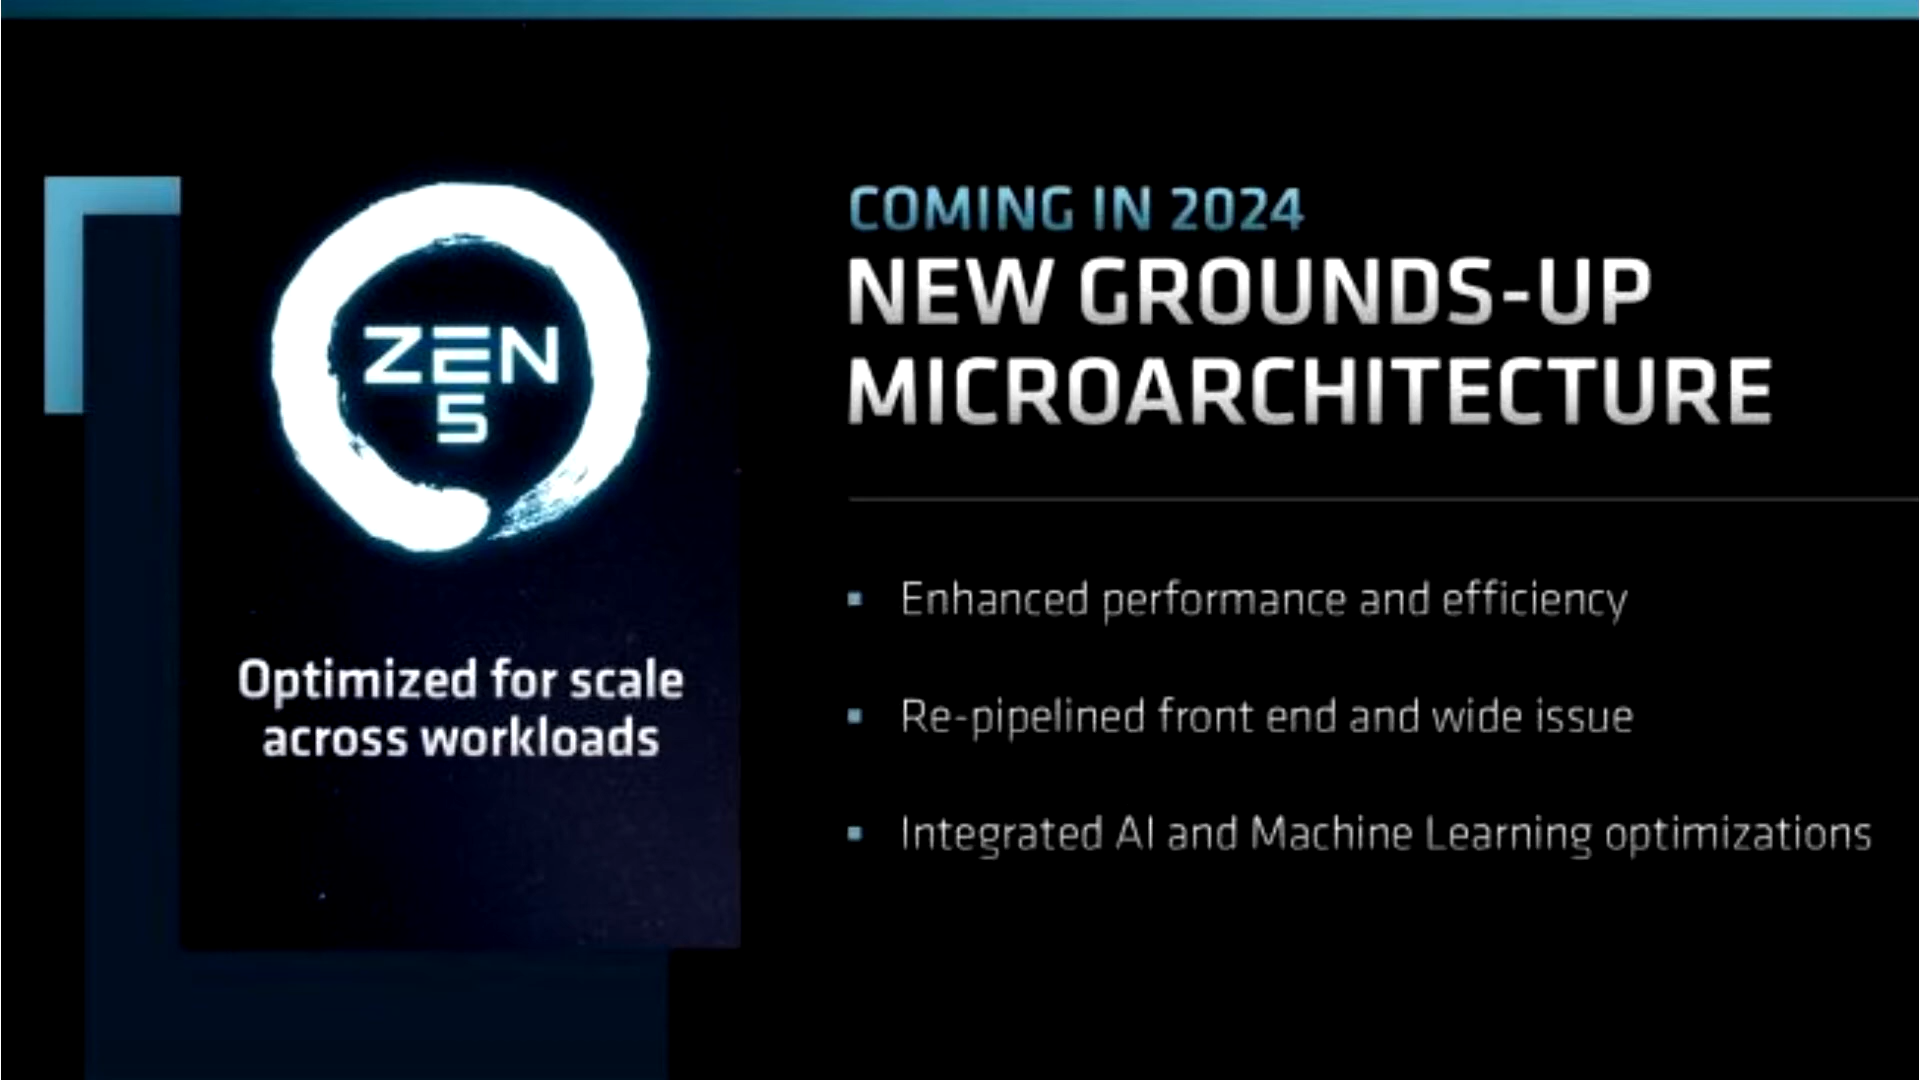 ZEN
5
Optimized for scale
across workloads
COMING IN 2024
NEW GROUNDS-UP
MICROARCHITECTURE
Enhanced performance and efficiency
Re-pipelined front end and wide issue
Integrated AI and Machine Learning optimizations